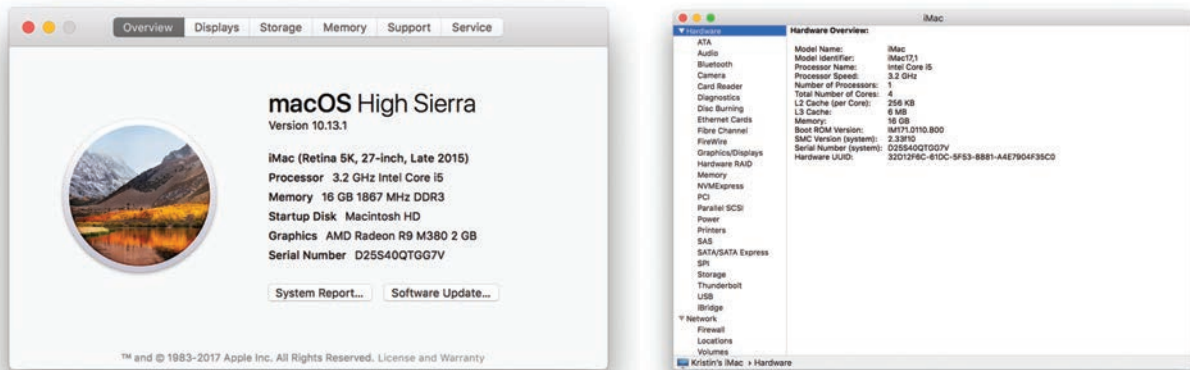 Overview Displays Storage Memory Support Service
macOS High Sierra
Version 10.13.1
iMac (Retina 5K, 27-inch, Late 2015)
Processor 3.2 GHz Intel Core i5
Memory 16 GB 1867 MHz DDR3
Startup Disk Macintosh HD
Graphics AMD Radeon R9 M380 2 GB
Serial Number D25S40QTGG7V
System Report... Software Update...
™ and © 1983-2017 Apple Inc. All Rights Reserved. License and Warranty
iMac
Hardware
ATA
Audio
Bluetooth
Camera
Card Reader
Diagnostics
Disc Burning
Ethernet Cards
Fibre Channel
FireWire
Graphics/Displays
Hardware RAID
Memory
NVMExpress
PCI
Parallel SCSI
Power
Printers
SAS
SATA/SATA Express
SPI
Storage
Thunderbolt
USB
iBridge
Network
Firewall
Locations
Volumes
Hardware Overview:
Model Name: iMac
Model Identifier: iMac17,1
Processor Name: Intel Core i5
Processor Speed: 3.2 GHz
Number of Processors: 1
Total Number of Cores: 4
L2 Cache (per Core): 256 KB
L3 Cache: 6 MB
Memory: 16 GB
Boot ROM Version: IM171.0110.B00
SMC Version (system): 2.33f10
Serial Number (system): D25S40QTGG7V
Hardware UUID: 32D12F6C-61DC-5F53-8881-A4E7904F35C0
Kristin's iMac › Hardware